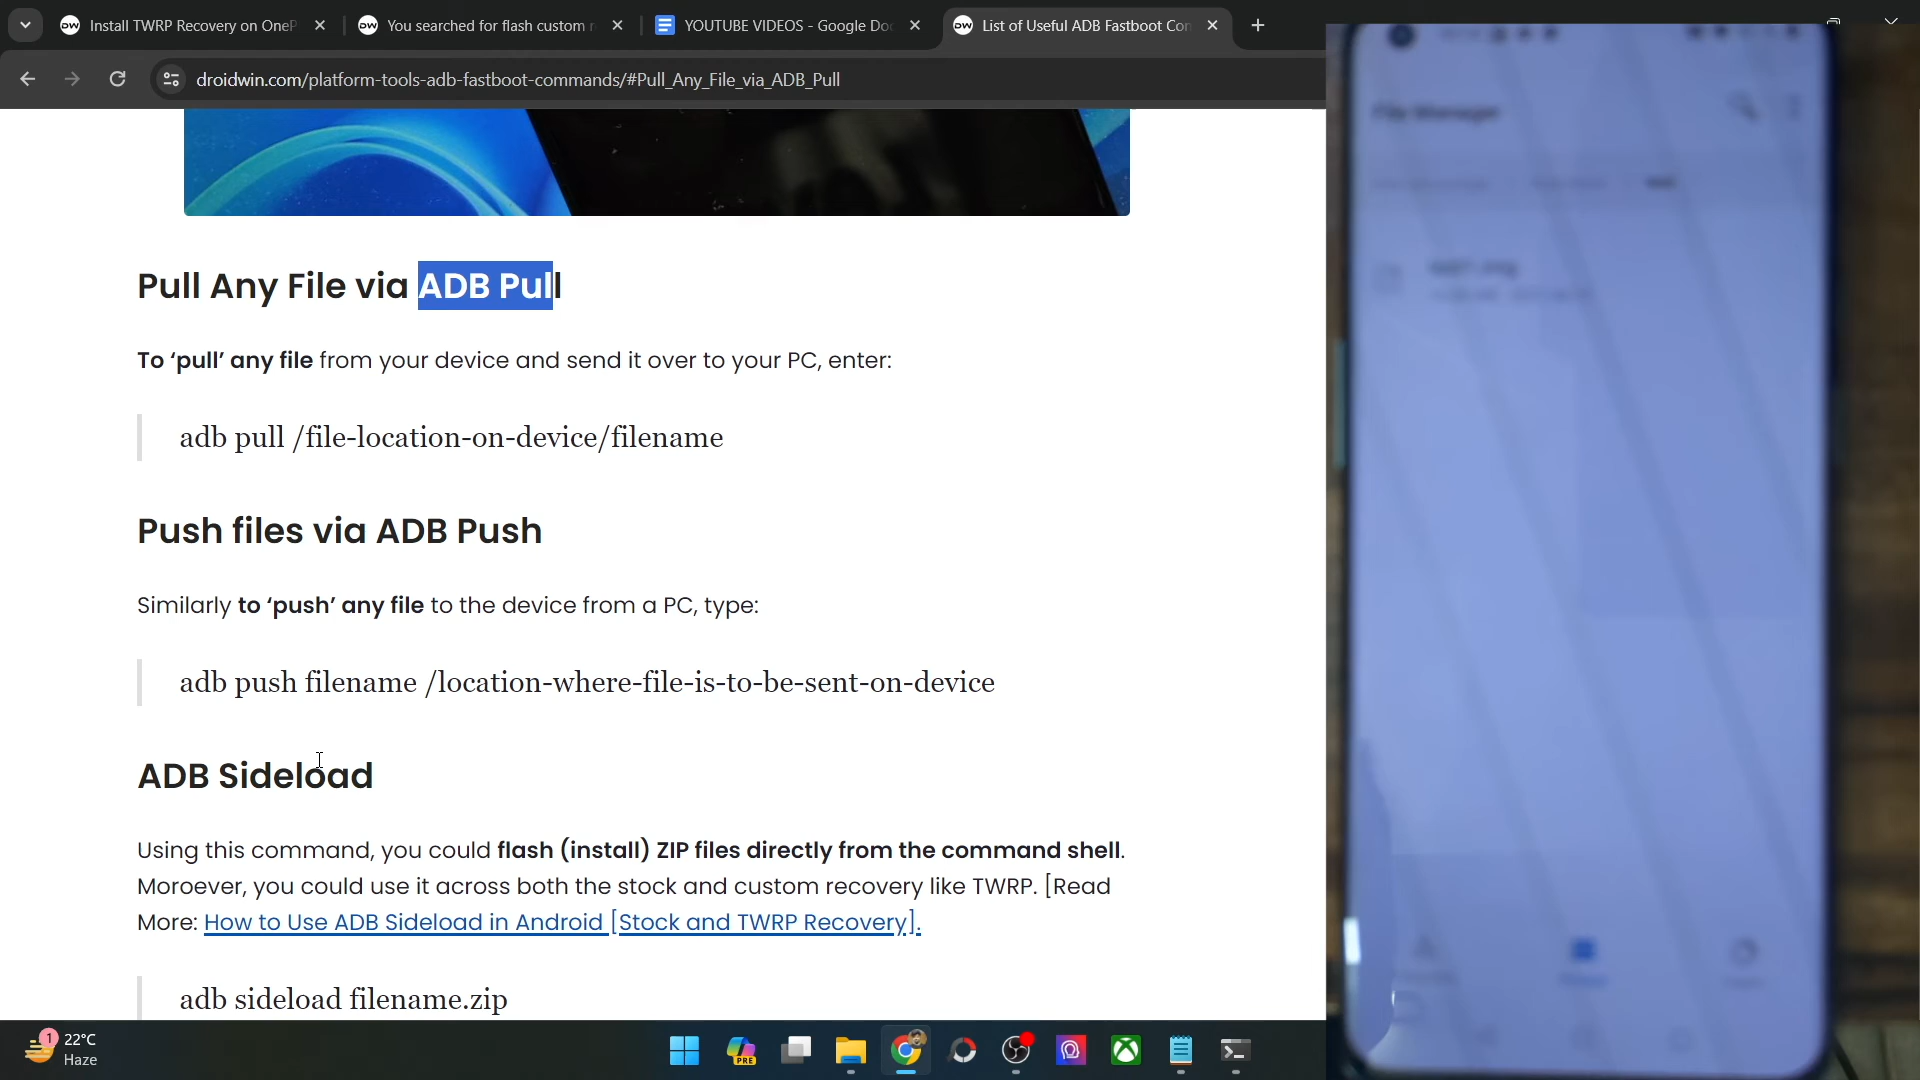 Install TWRP Recovery on OneP
You searched for flash custom r
YOUTUBE VIDEOS - Google Doc
List of Useful ADB Fastboot Con
droidwin.com/platform-tools-adb-fastboot-commands/#Pull_Any_File_via_ADB_Pull
Pull Any File via ADB Pull
To ‘pull’ any file from your device and send it over to your PC, enter:
adb pull /file-location-on-device/filename
Push files via ADB Push
Similarly to ‘push’ any file to the device from a PC, type:
adb push filename /location-where-file-is-to-be-sent-on-device
ADB Sideload
Using this command, you could flash (install) ZIP files directly from the command shell.
Moroever, you could use it across both the stock and custom recovery like TWRP. [Read
More: How to Use ADB Sideload in Android [Stock and TWRP Recovery].
adb sideload filename.zip
File Manager
1
22°C
Haze
PRE